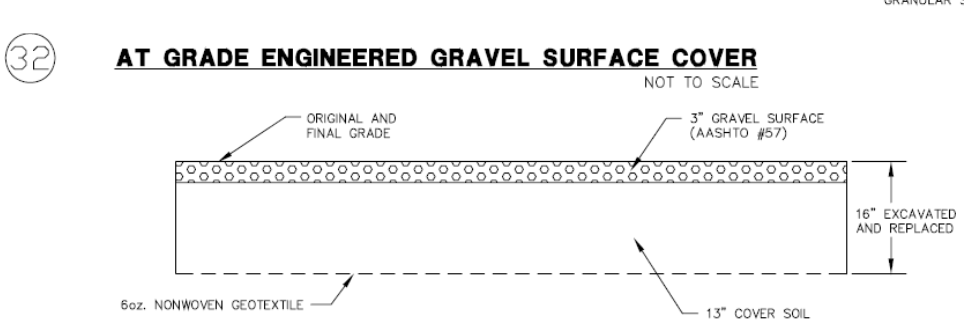 GRANULAR
32
AT GRADE ENGINEERED GRAVEL SURFACE COVER
NOT TO SCALE
ORIGINAL AND
FINAL GRADE
3" GRAVEL SURFACE
(AASHTO #57)
16" EXCAVATED
AND REPLACED
6oz. NONWOVEN GEOTEXTILE
13" COVER SOIL